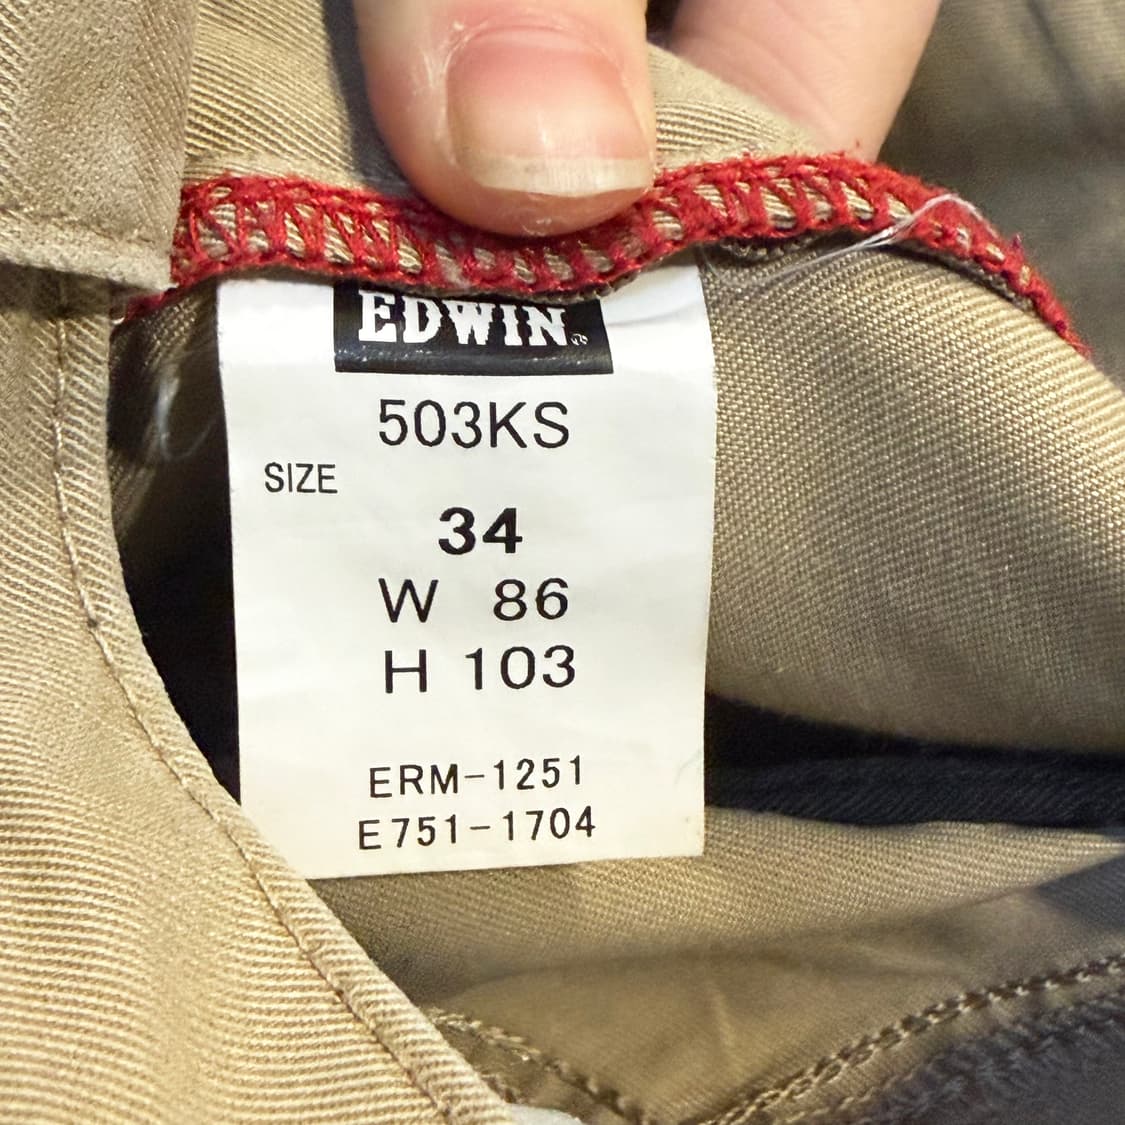 EDWIN
503KS
SIZE
34
W 86
H 103
ERM-1251
E751-1704